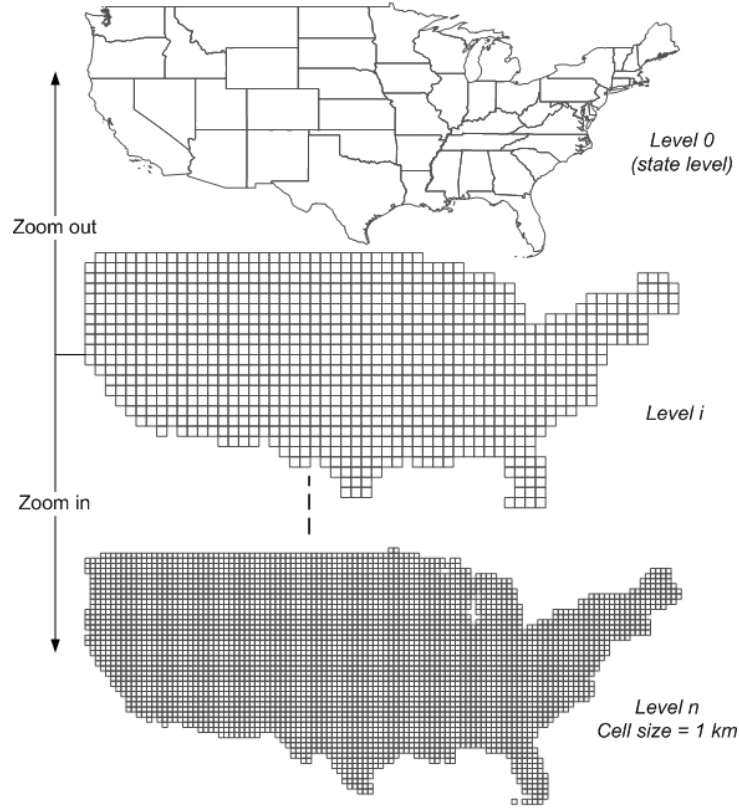 Level 0
(state level)
Zoom out
Level i
Zoom in
Level n
Cell size = 1 km